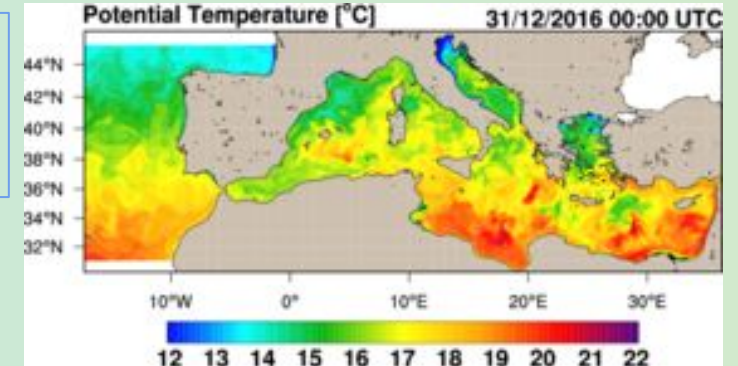 Potential Temperature [°C] 31/12/2016 00:00 UTC
44°N
42°N
40°N
38°N
36°N
34°N
32°N
10°W 0° 10°E 20°E 30°E
12 13 14 15 16 17 18 19 20 21 22